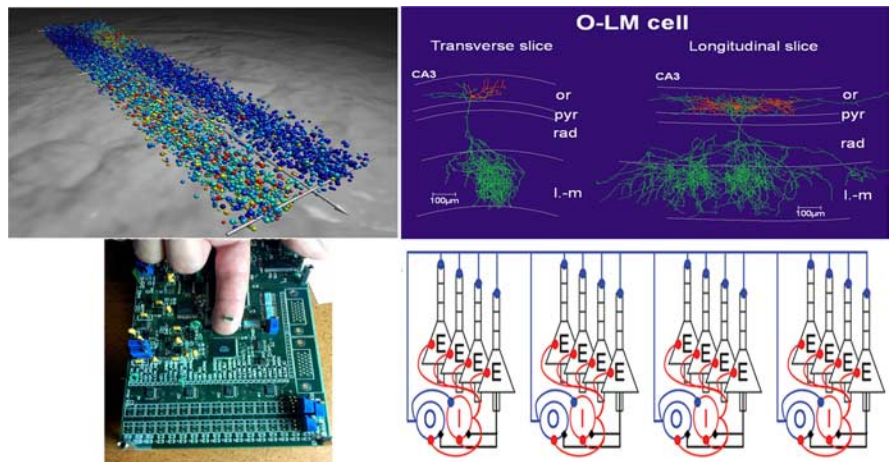 O-LM cell
Transverse slice
Longitudinal slice
CA3
or
pyr
rad
l.-m
100µm
CA3
or
pyr
rad
l.-m
100µm
E E E E
O I
E E E E
O I
E E E E
O I
E E E E
O I